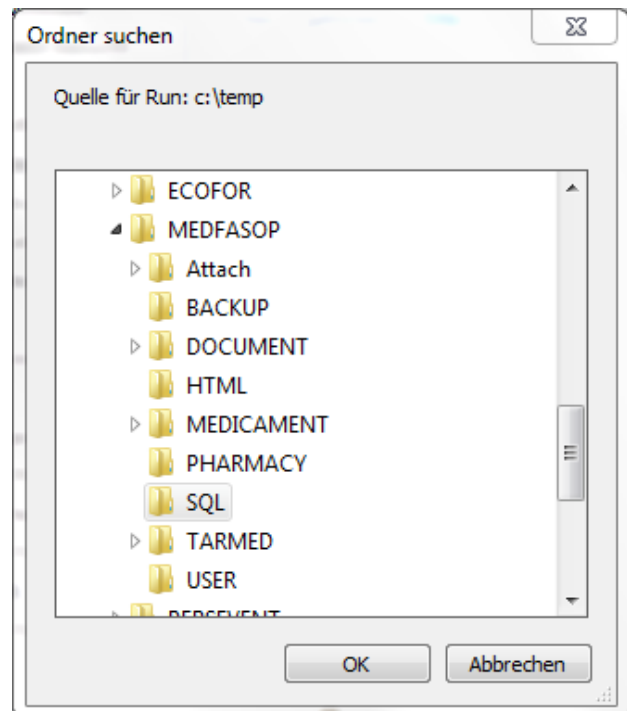 Ordner suchen
Quelle für Run: c:\temp
ECOFOR
MEDFASOP
Attach
BACKUP
DOCUMENT
HTML
MEDICAMENT
PHARMACY
SQL
TARMED
USER
OK Abbrechen